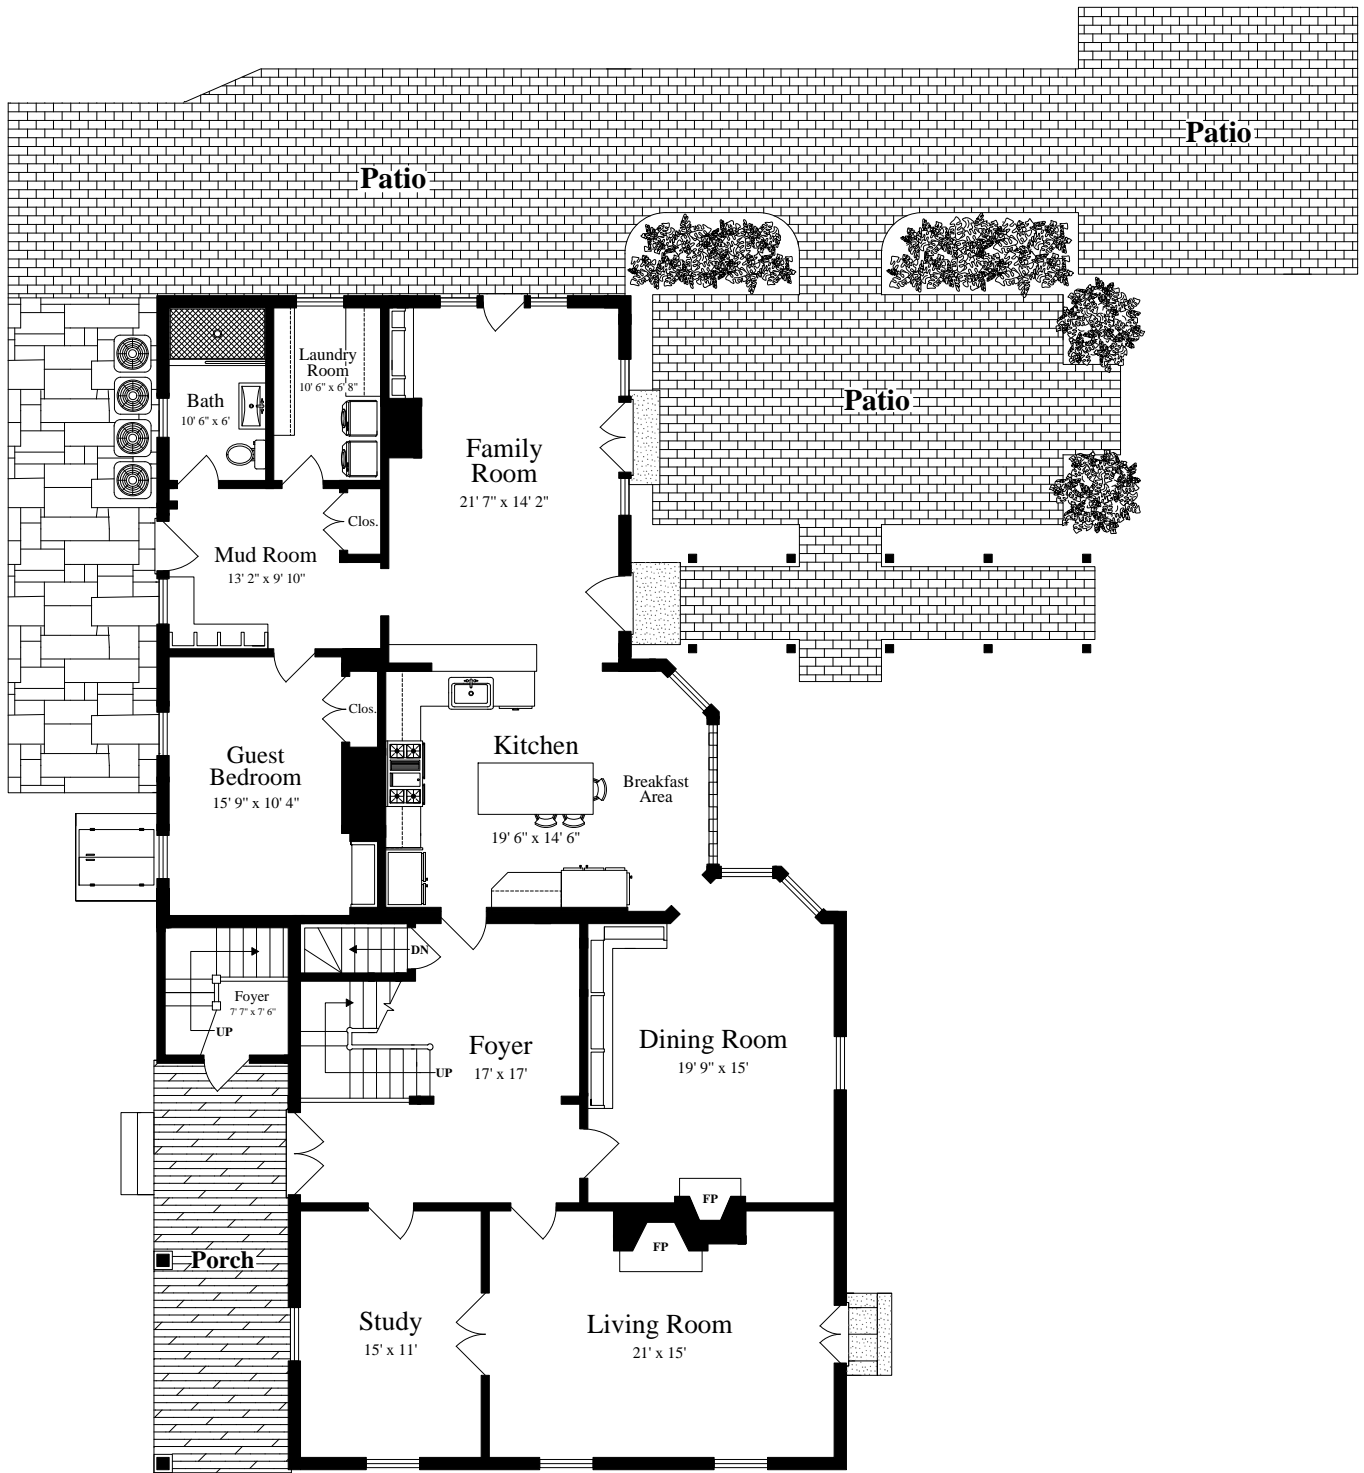 Patio
Patio
Laundry
Room
10' 6" x 6' 8"
Bath
10' 6" x 6'
Patio
Family
Room
21' 7" x 14' 2"
Clos.
Mud Room
13' 2" x 9' 10"
Clos.
Guest
Bedroom
15' 9" x 10' 4"
Kitchen
Breakfast
Area
19' 6" x 14' 6"
DN
Foyer
7' 7" x 7' 6"
UP
Foyer
17' x 17'
UP
Dining Room
19' 9" x 15'
FP
FP
Porch
Study
15' x 11'
Living Room
21' x 15'